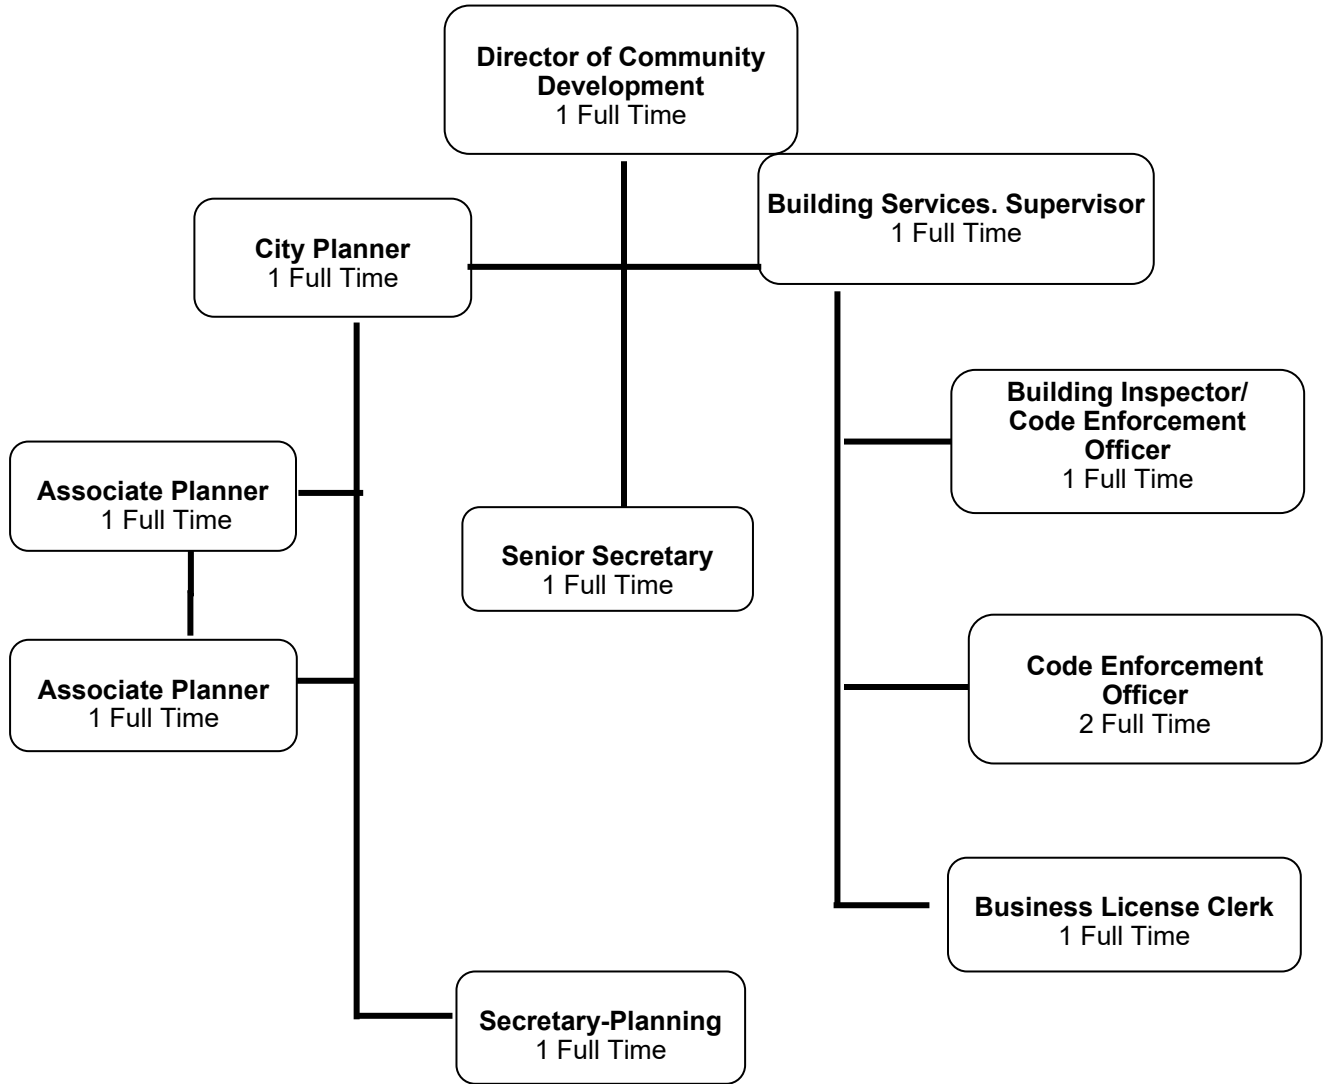 Director of Community
Development
1 Full Time
Building Services. Supervisor
1 Full Time
City Planner
1 Full Time
Building Inspector/
Code Enforcement
Officer
1 Full Time
Associate Planner
1 Full Time
Senior Secretary
1 Full Time
Code Enforcement
Officer
2 Full Time
Associate Planner
1 Full Time
Business License Clerk
1 Full Time
Secretary-Planning
1 Full Time